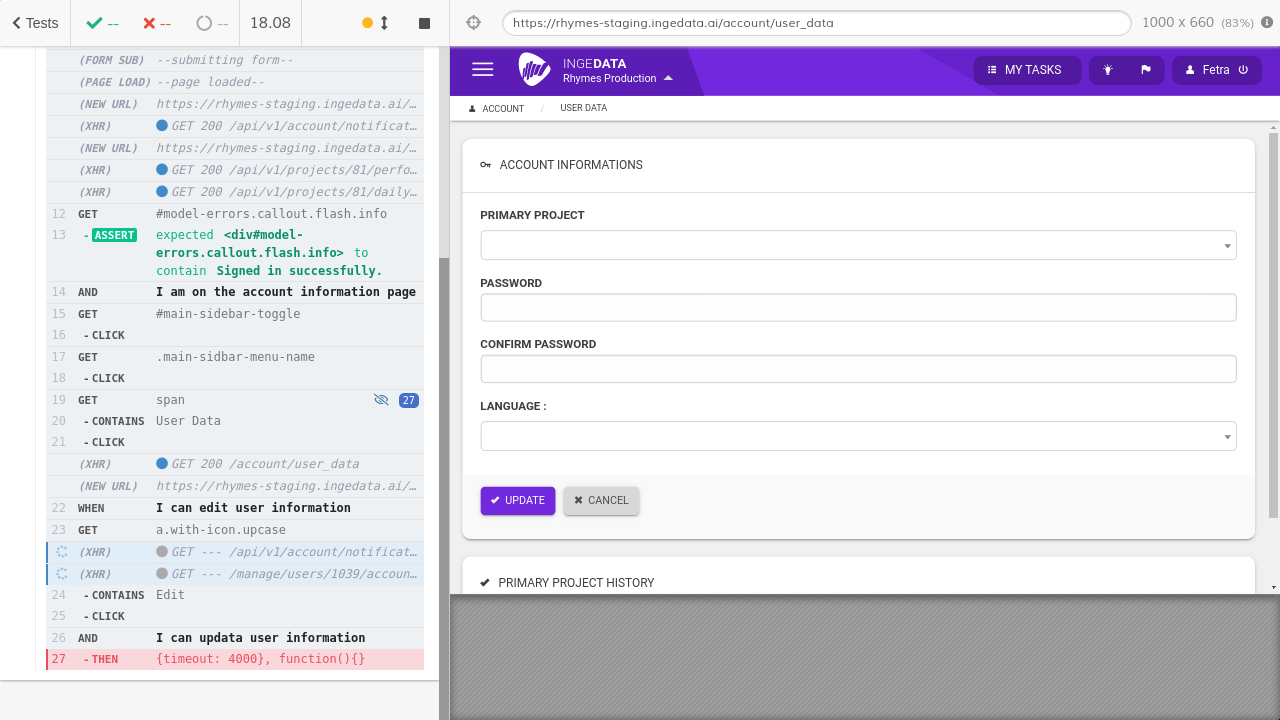 Tests -- -- -- 18.08
(FORM SUB) --submitting form--
(PAGE LOAD) --page loaded--
(NEW URL) https://rhymes-staging.ingedata.ai/…
(XHR) GET 200 /api/v1/account/notificat…
(NEW URL) https://rhymes-staging.ingedata.ai/…
(XHR) GET 200 /api/v1/projects/81/perfo…
(XHR) GET 200 /api/v1/projects/81/daily…
12 GET #model-errors.callout.flash.info
13 -ASSERT expected <div#model-
errors.callout.flash.info> to
contain Signed in successfully.
14 AND I am on the account information page
15 GET #main-sidebar-toggle
16 -CLICK
17 GET .main-sidbar-menu-name
18 -CLICK
19 GET span 27
20 -CONTAINS User Data
21 -CLICK
(XHR) GET 200 /account/user_data
(NEW URL) https://rhymes-staging.ingedata.ai/…
22 WHEN I can edit user information
23 GET a.with-icon.upcase
(XHR) GET --- /api/v1/account/notificat…
(XHR) GET --- /manage/users/1039/accoun…
24 -CONTAINS Edit
25 -CLICK
26 AND I can updata user information
27 -THEN {timeout: 4000}, function(){}
https://rhymes-staging.ingedata.ai/account/user_data
1000 x 660 (83%)
INGEDATA
Rhymes Production
MY TASKS
Fetra
ACCOUNT / USER DATA
ACCOUNT INFORMATIONS
PRIMARY PROJECT
PASSWORD
CONFIRM PASSWORD
LANGUAGE :
UPDATE CANCEL
PRIMARY PROJECT HISTORY